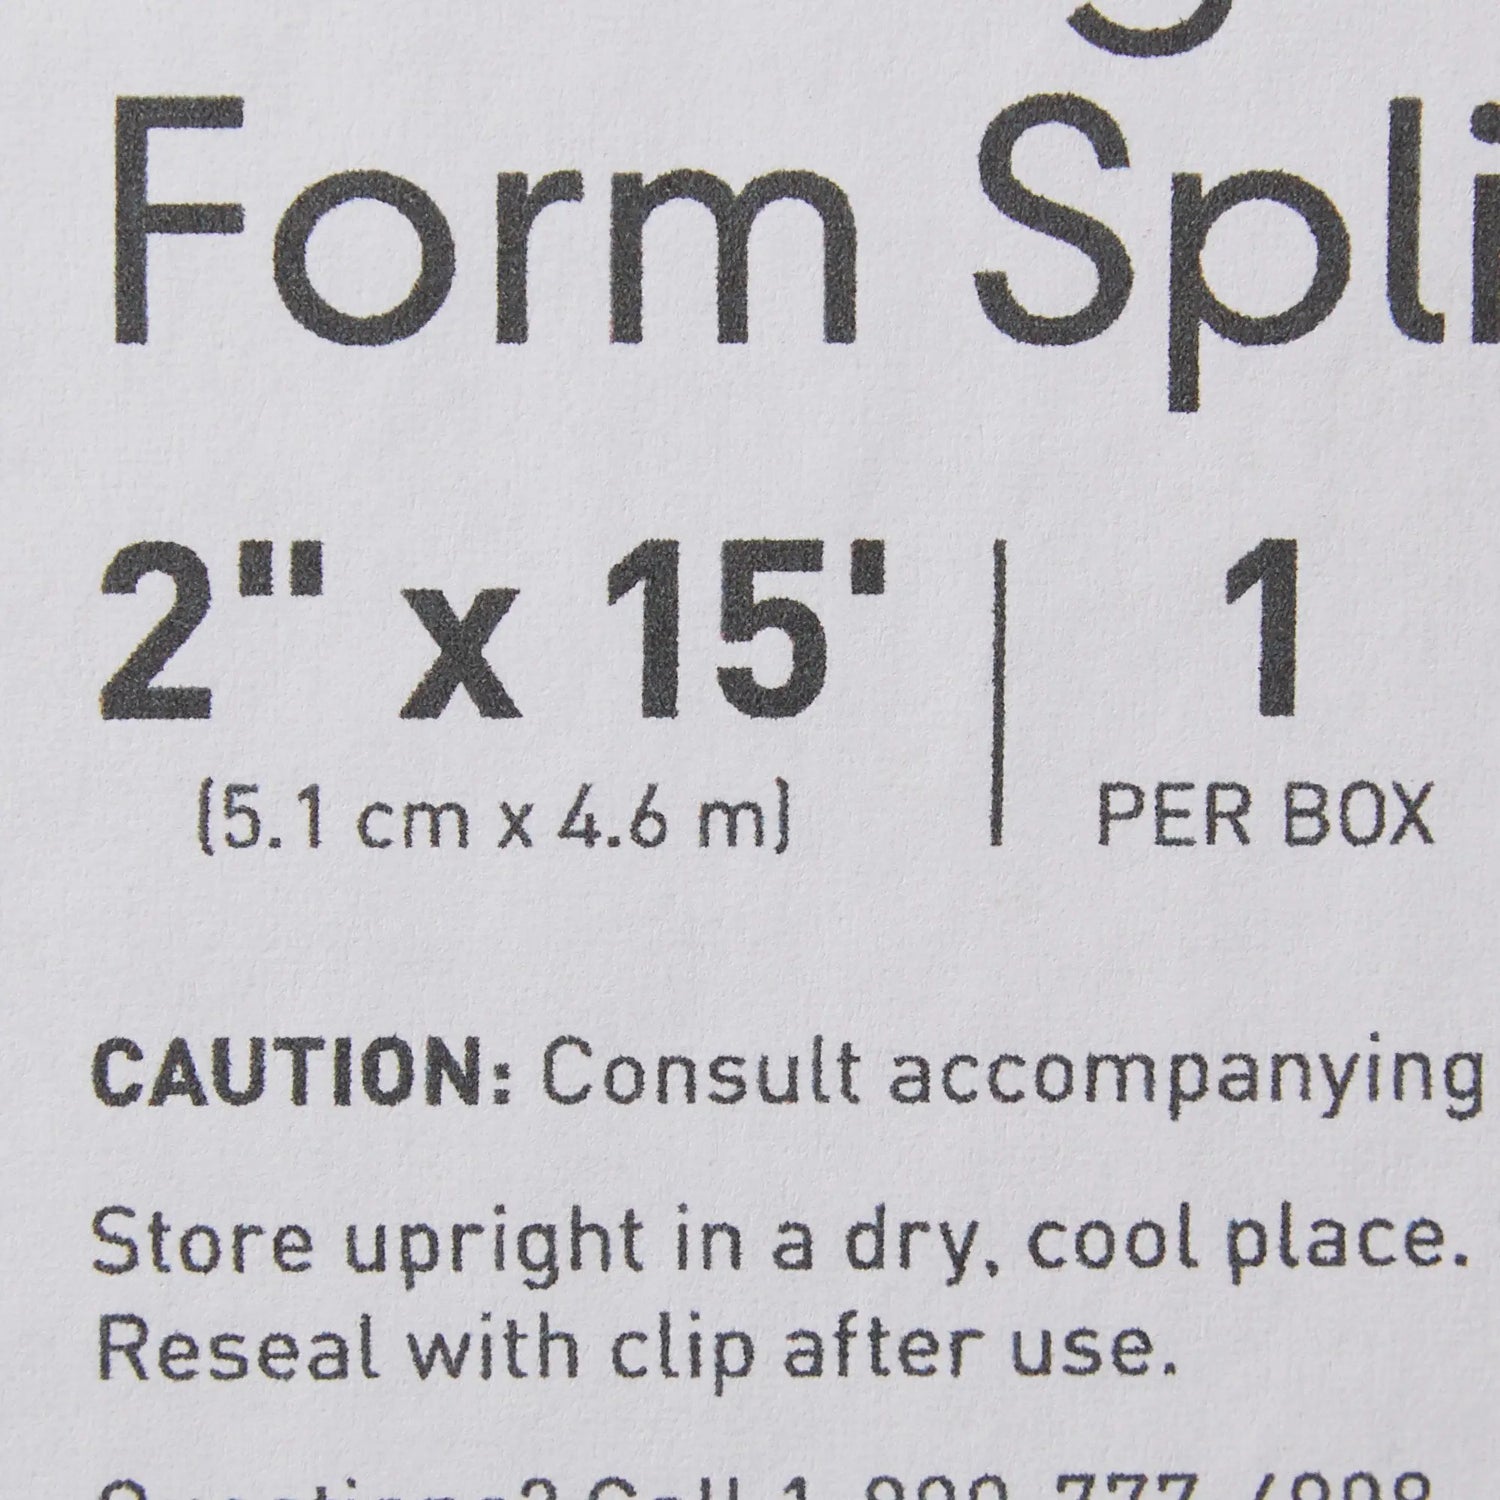 Form Spli
2" x 15' | 1
(5.1 cm x 4.6 m) PER BOX
CAUTION: Consult accompanying
Store upright in a dry, cool place.
Reseal with clip after use.